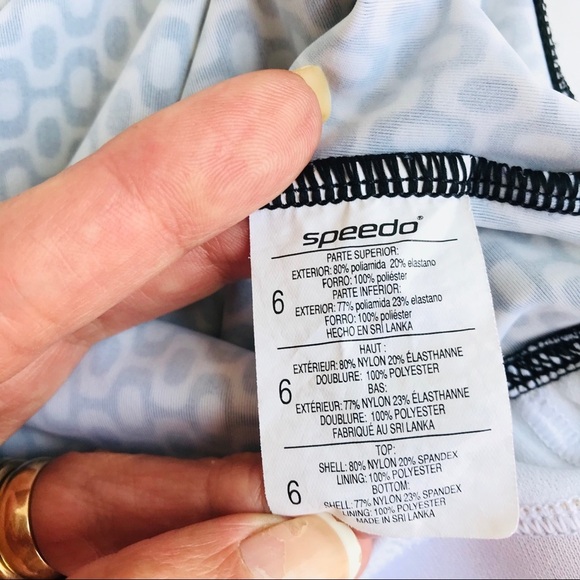 speedo®
PARTE SUPERIOR:
EXTERIOR: 80% poliamida 20% elastano
FORRO: 100% poliéster
6
PARTE INFERIOR:
EXTERIOR: 77% poliamida 23% elastano
FORRO: 100% poliéster
HECHO EN SRI LANKA
HAUT:
EXTÉRIEUR: 80% NYLON 20% ÉLASTHANNE
DOUBLURE: 100% POLYESTER
6
BAS:
EXTÉRIEUR: 77% NYLON 23% ÉLASTHANNE
DOUBLURE: 100% POLYESTER
FABRIQUÉ AU SRI LANKA
TOP:
SHELL: 80% NYLON 20% SPANDEX
LINING: 100% POLYESTER
6
BOTTOM:
SHELL: 77% NYLON 23% SPANDEX
LINING: 100% POLYESTER
MADE IN SRI LANKA